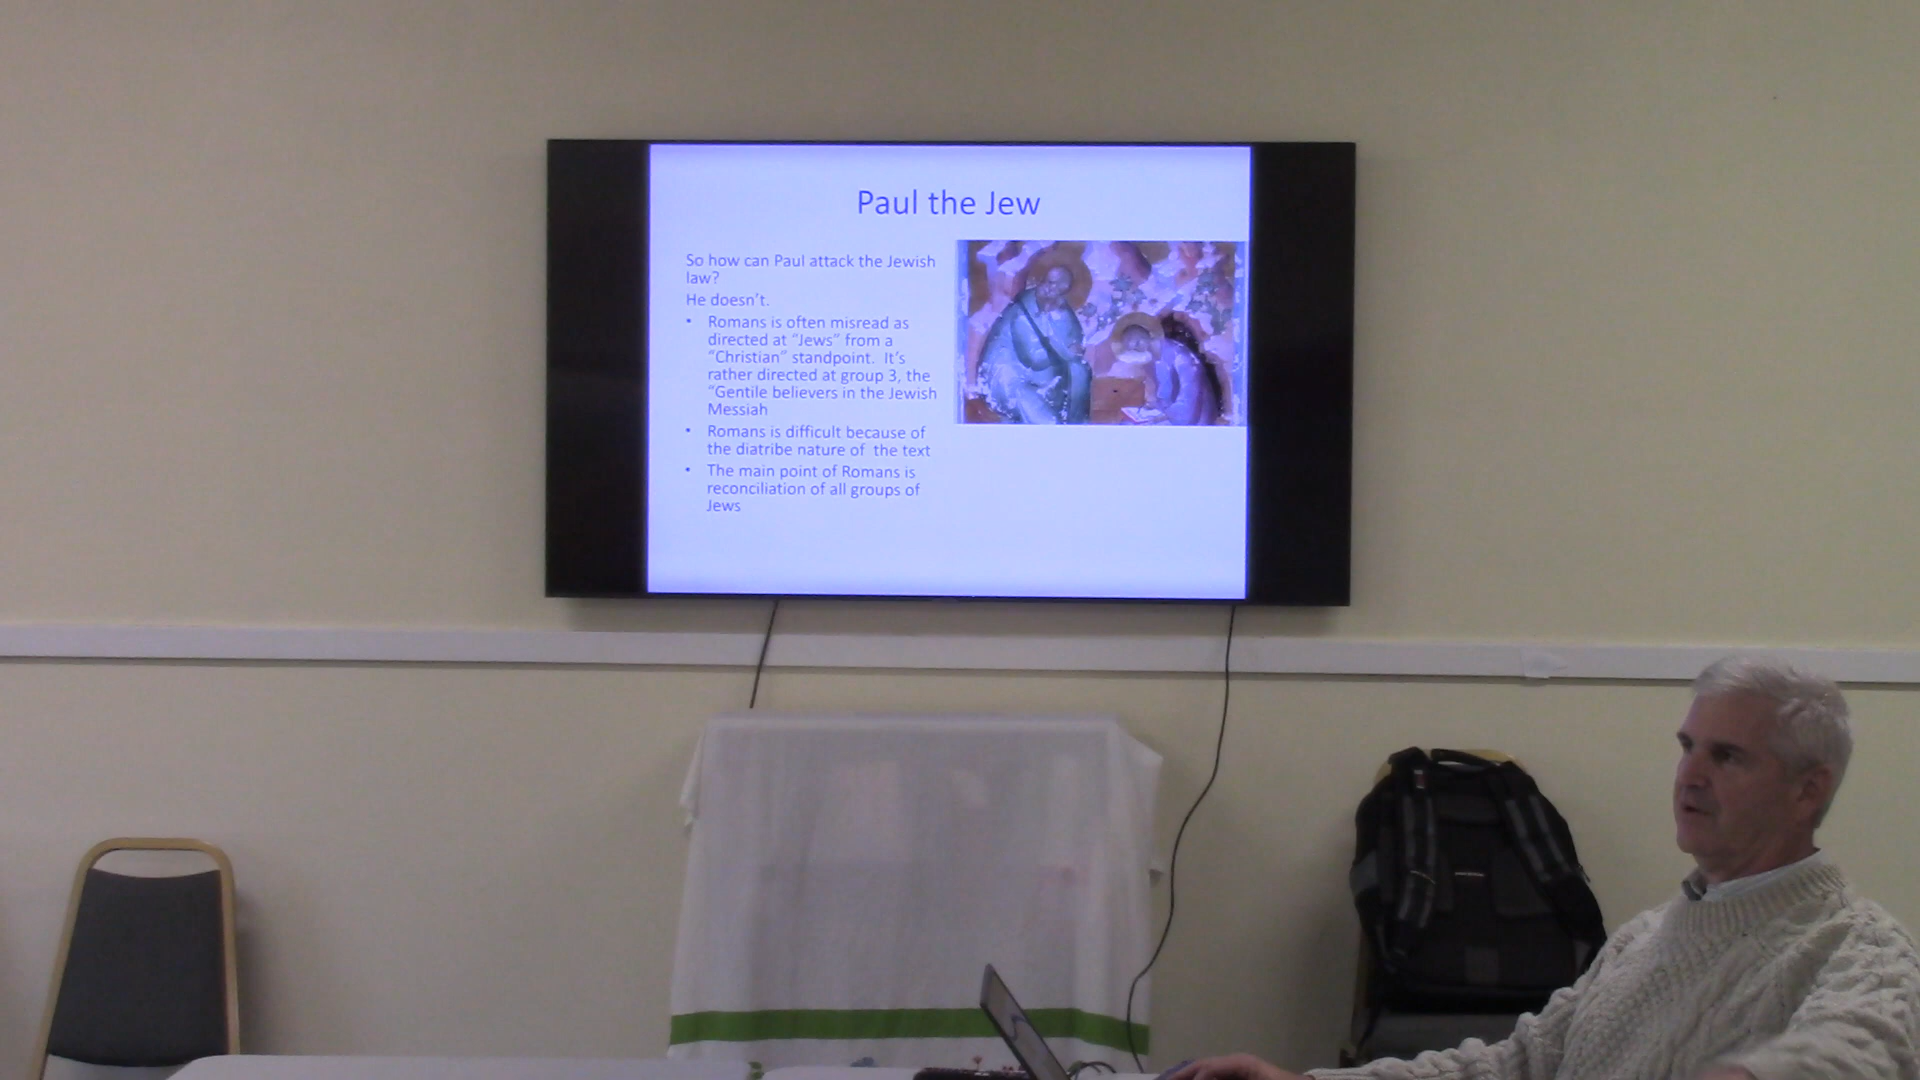 Paul the Jew
So how can Paul attack the Jewish
law?
He doesn't.
• Romans is often misread as
directed at “Jews” from a
“Christian” standpoint. It's
rather directed at group 3, the
“Gentile believers in the Jewish
Messiah
• Romans is difficult because of
the diatribe nature of the text
• The main point of Romans is
reconciliation of all groups of
Jews